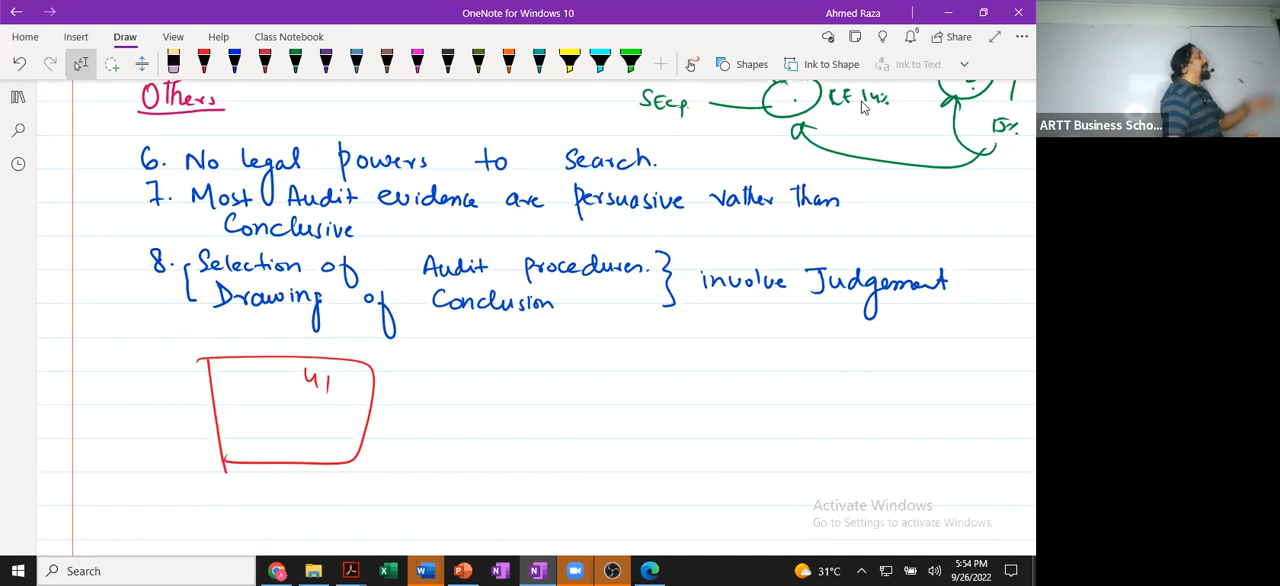 OneNote for Windows 10
Ahmed Raza
Home Insert Draw View Help Class Notebook
Share
Shapes Ink to Shape Ink to Text
ARTT Business Scho...
Others
SECP
14%
15%
6. No legal powers to search.
7. Most Audit evidence are persuasive rather than
Conclusive
8. Selection of Audit procedures.
Drawing of Conclusion
involve Judgement
Activate Windows
Go to Settings to activate Windows.
Search
31°C
5:54 PM
9/26/2022